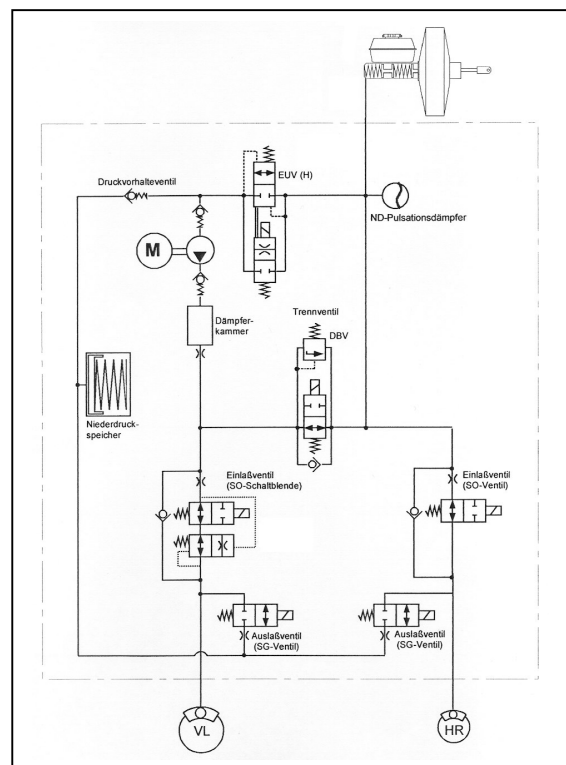 EUV (H)
Druckvorhalteventil
ND-Pulsationsdämpfer
M
Trennventil
Dämpfer-
kammer
DBV
Niederdruck-
speicher
Einlaßventil
(SO-Schaltblende)
Einlaßventil
(SO-Ventil)
Auslaßventil
(SG-Ventil)
Auslaßventil
(SG-Ventil)
VL
HR